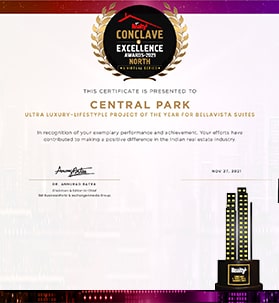 Realty+
CONCLAVE
& EXCELLENCE
AWARDS-2021
NORTH
THIS CERTIFICATE IS PRESENTED TO
CENTRAL PARK
ULTRA LUXURY-LIFESTYPLE PROJECT OF THE YEAR FOR BELLAVISTA SUITES
In recognition of your exemplary performance and achievement. Your efforts have
contributed to making a positive difference in the Indian real estate industry.
DR. ANNURAG BATRA
Chairman & Editor-in-Chief
BW Businessworld & exchange4media Group
NOV 27, 2021
Realty+